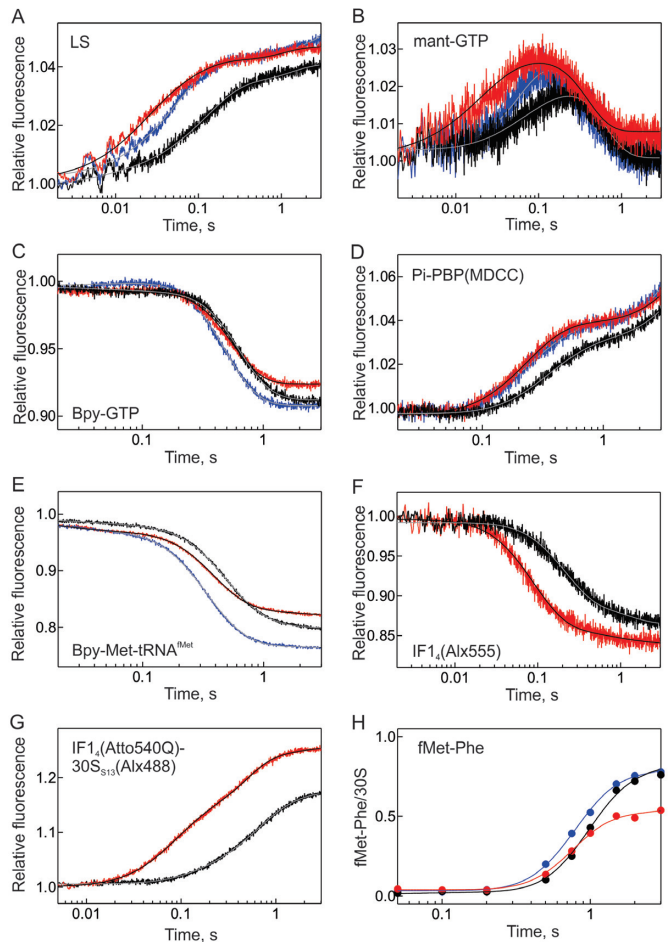 A
LS
Relative fluorescence
1.04
1.02
1.00
0.01
0.1
1
Time, s
B
mant-GTP
Relative fluorescence
1.03
1.02
1.01
1.00
0.01
0.1
1
Time, s
C
Bpy-GTP
Relative fluorescence
1.00
0.95
0.90
0.1
1
Time, s
D
Pi-PBP(MDCC)
Relative fluorescence
1.06
1.04
1.02
1.00
0.1
1
Time, s
E
Bpy-Met-tRNAfMet
Relative fluorescence
1.0
0.9
0.8
0.1
1
Time, s
F
IF14(Alx555)
Relative fluorescence
1.00
0.95
0.90
0.85
0.01
0.1
1
Time, s
G
IF14(Atto540Q)-
30SS13(Alx488)
Relative fluorescence
1.2
1.1
1.0
0.01
0.1
1
Time, s
H
fMet-Phe
fMet-Phe/30S
1.0
0.5
0.0
0.1
1
Time, s